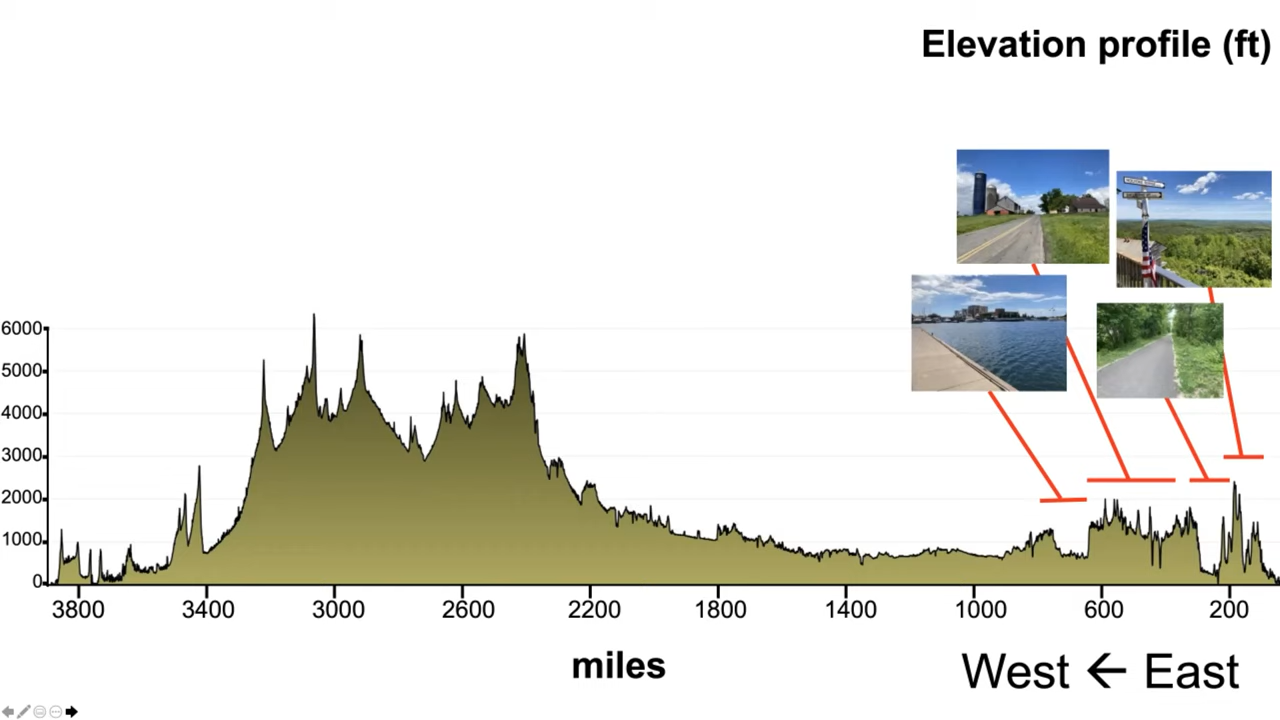 Elevation profile (ft)
6000
5000
4000
3000
2000
1000
0
3800 3400 3000 2600 2200 1800 1400 1000 600 200
miles
West ← East